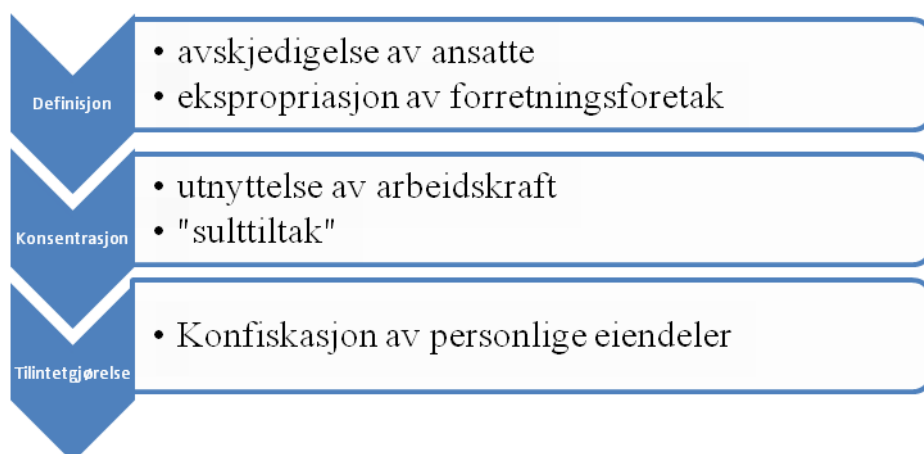 Definisjon
• avskjedigelse av ansatte
• ekspropriasjon av forretningsforetak
Konsentrasjon
• utnyttelse av arbeidskraft
• "sulttiltak"
Tilintetgjørelse
• Konfiskasjon av personlige eiendeler